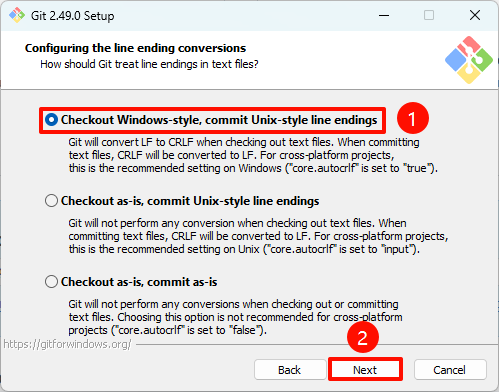 Git 2.49.0 Setup
Configuring the line ending conversions
How should Git treat line endings in text files?
Checkout Windows-style, commit Unix-style line endings
1
Git will convert LF to CRLF when checking out text files. When committing
text files, CRLF will be converted to LF. For cross-platform projects,
this is the recommended setting on Windows ("core.autocrlf" is set to "true").
Checkout as-is, commit Unix-style line endings
Git will not perform any conversion when checking out text files. When
committing text files, CRLF will be converted to LF. For cross-platform projects,
this is the recommended setting on Unix ("core.autocrlf" is set to "input").
Checkout as-is, commit as-is
Git will not perform any conversions when checking out or committing
text files. Choosing this option is not recommended for cross-platform
projects ("core.autocrlf" is set to "false").
2
https://gitforwindows.org/
Back
Next
Cancel